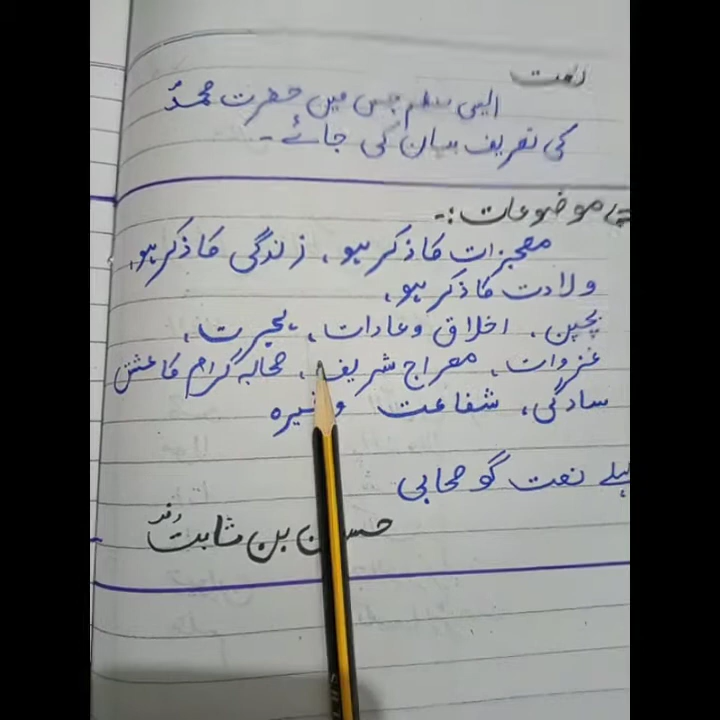 نعت
ایسی نظم جس میں حضرت محمدؐ
کی تعریف بیان کی جائے۔
موضوعات:۔
معجزات کا ذکر ہو، زندگی کا ذکر ہو،
ولادت کا ذکر ہو،
بچپن، اخلاق و عادات، ہجرت،
غزوات، معراج شریف، صحابہ کرام کا عشق
سادگی، شفاعت وغیرہ
پہلے نعت گو صحابی
حسان بن ثابت رضہ